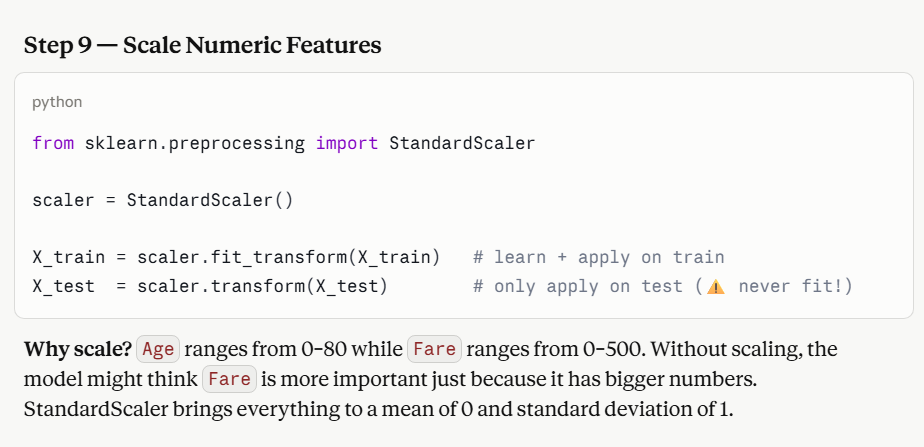 Step 9 — Scale Numeric Features
python
from sklearn.preprocessing import StandardScaler
scaler = StandardScaler()
X_train = scaler.fit_transform(X_train)   # learn + apply on train
X_test  = scaler.transform(X_test)        # only apply on test (⚠️ never fit!)
Why scale? Age ranges from 0–80 while Fare ranges from 0–500. Without scaling, the
model might think Fare is more important just because it has bigger numbers.
StandardScaler brings everything to a mean of 0 and standard deviation of 1.